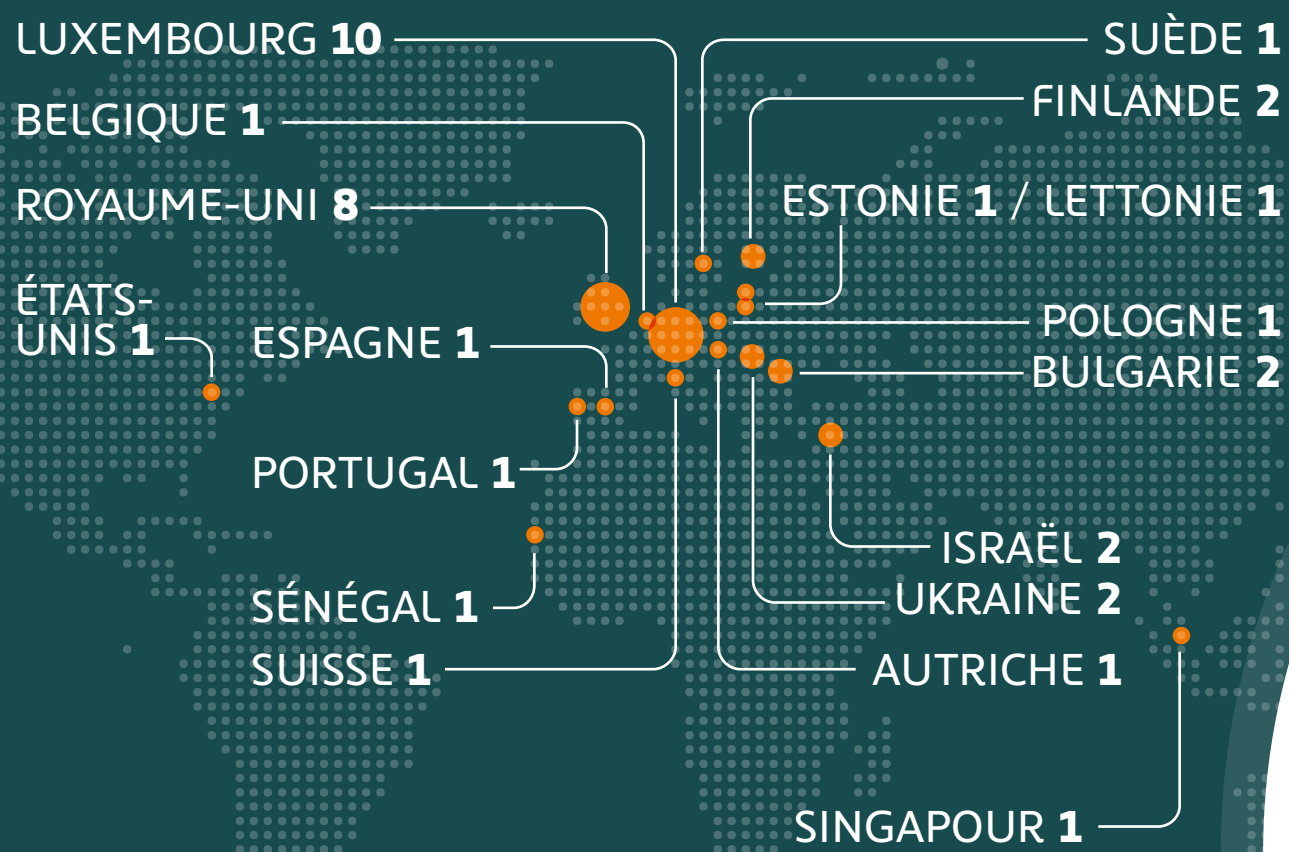 LUXEMBOURG 10
SUÈDE 1
BELGIQUE 1
FINLANDE 2
ROYAUME-UNI 8
ESTONIE 1 / LETTONIE 1
ÉTATS-
UNIS 1
ESPAGNE 1
POLOGNE 1
BULGARIE 2
PORTUGAL 1
ISRAËL 2
SÉNÉGAL 1
UKRAINE 2
SUISSE 1
AUTRICHE 1
SINGAPOUR 1